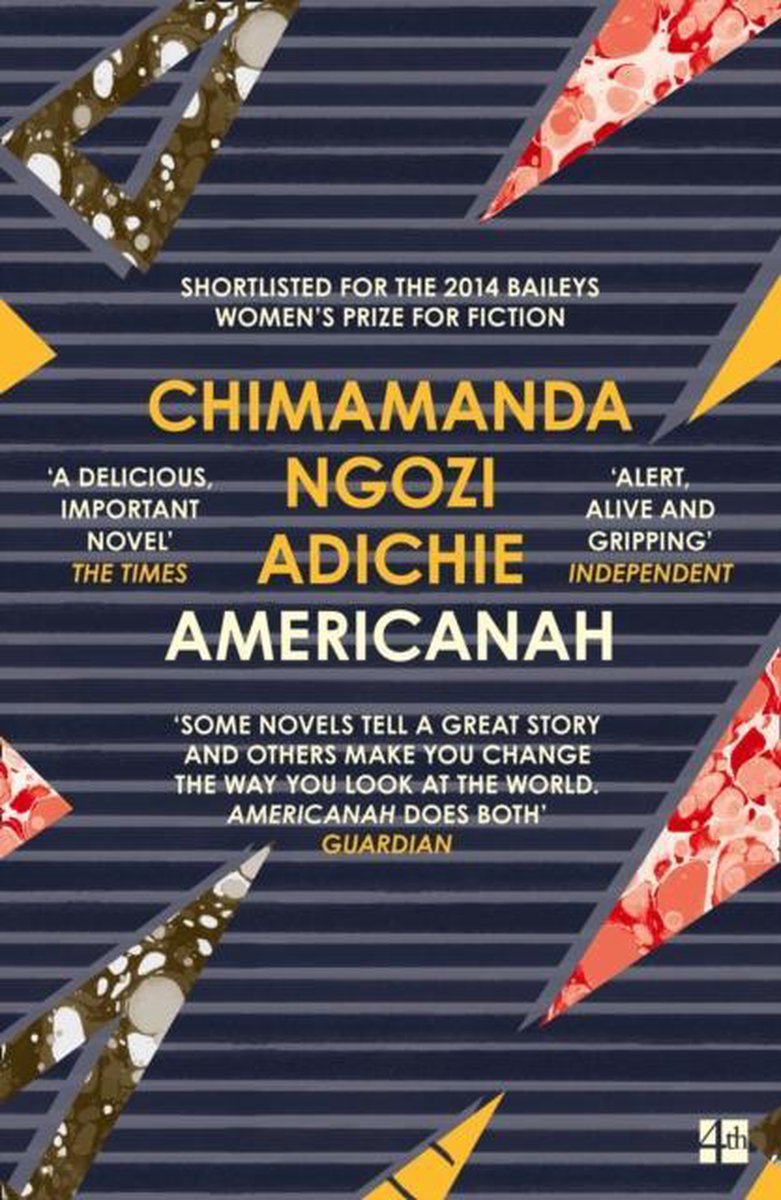 SHORTLISTED FOR THE 2014 BAILEYS
WOMEN'S PRIZE FOR FICTION
CHIMAMANDA
NGOZI
ADICHIE
‘A DELICIOUS,
IMPORTANT
NOVEL’
THE TIMES
‘ALERT,
ALIVE AND
GRIPPING’
INDEPENDENT
AMERICANAH
‘SOME NOVELS TELL A GREAT STORY
AND OTHERS MAKE YOU CHANGE
THE WAY YOU LOOK AT THE WORLD.
AMERICANAH DOES BOTH’
GUARDIAN
4th